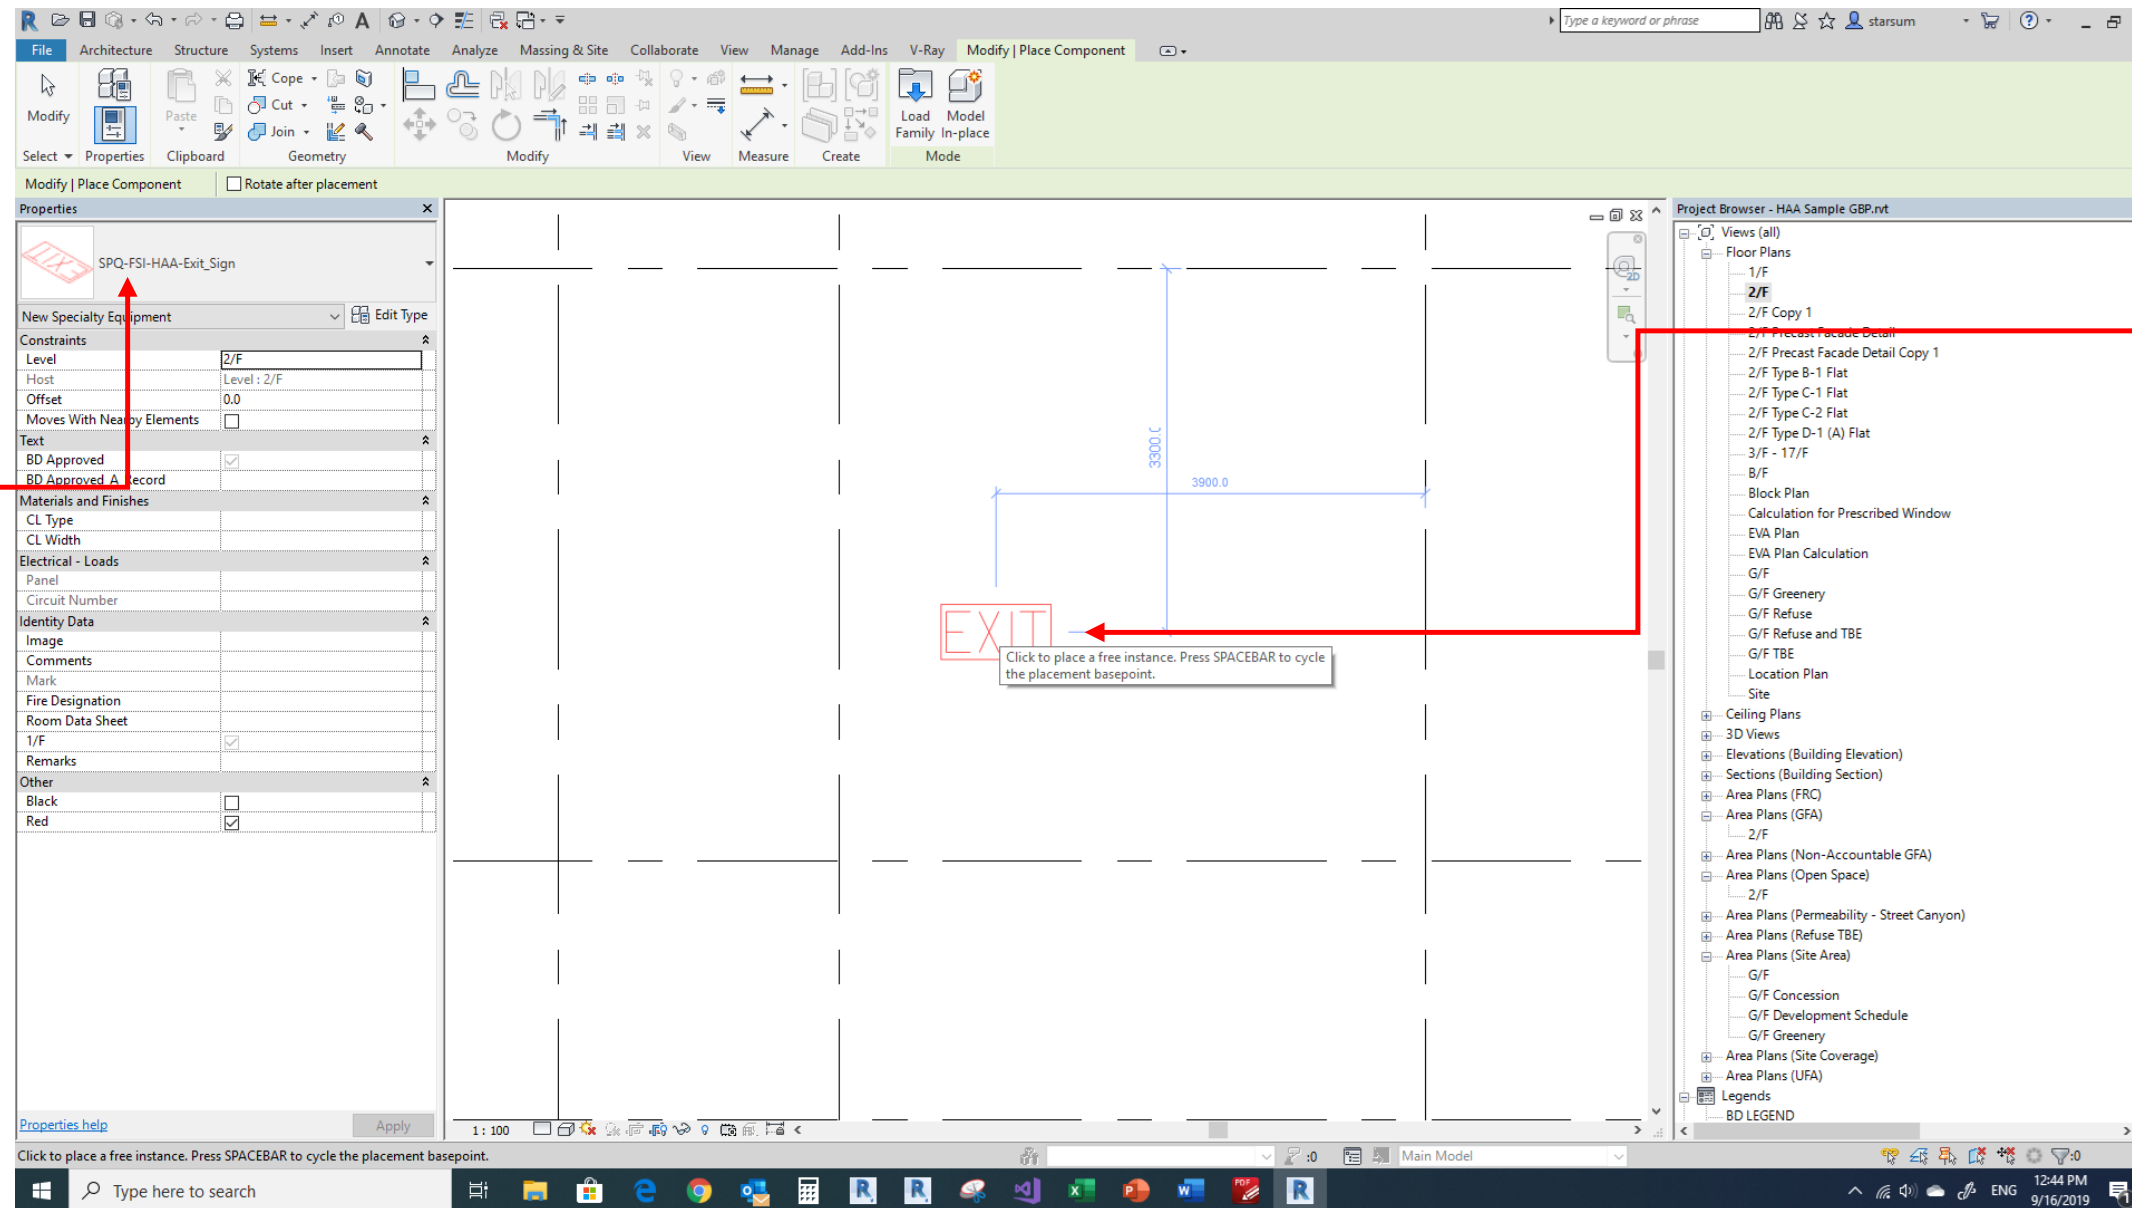 Type a keyword or phrase
starsum
File Architecture Structure Systems Insert Annotate Analyze Massing & Site Collaborate View Manage Add-Ins V-Ray Modify | Place Component
Modify
Paste
Cope
Cut
Join
Load Family
Model In-place
Select Properties Clipboard Geometry Modify View Measure Create Mode
Modify | Place Component
Rotate after placement
Properties
SPQ-FSI-HAA-Exit_Sign
New Specialty Equipment
Edit Type
Constraints
Level 2/F
Host Level : 2/F
Offset 0.0
Moves With Nearby Elements
Text
BD Approved
BD Approved_A_Record
Materials and Finishes
CL Type
CL Width
Electrical - Loads
Panel
Circuit Number
Identity Data
Image
Comments
Mark
Fire Designation
Room Data Sheet
1/F
Remarks
Other
Black
Red
Properties help
Apply
2D
3300.0
3900.0
EXIT
Click to place a free instance. Press SPACEBAR to cycle
the placement basepoint.
1 : 100
Project Browser - HAA Sample GBP.rvt
Views (all)
Floor Plans
1/F
2/F
2/F Copy 1
2/F Precast Facade Detail
2/F Precast Facade Detail Copy 1
2/F Type B-1 Flat
2/F Type C-1 Flat
2/F Type C-2 Flat
2/F Type D-1 (A) Flat
3/F - 17/F
B/F
Block Plan
Calculation for Prescribed Window
EVA Plan
EVA Plan Calculation
G/F
G/F Greenery
G/F Refuse
G/F Refuse and TBE
G/F TBE
Location Plan
Site
Ceiling Plans
3D Views
Elevations (Building Elevation)
Sections (Building Section)
Area Plans (FRC)
Area Plans (GFA)
2/F
Area Plans (Non-Accountable GFA)
Area Plans (Open Space)
2/F
Area Plans (Permeability - Street Canyon)
Area Plans (Refuse TBE)
Area Plans (Site Area)
G/F
G/F Concession
G/F Development Schedule
G/F Greenery
Area Plans (Site Coverage)
Area Plans (UFA)
Legends
BD LEGEND
Click to place a free instance. Press SPACEBAR to cycle the placement basepoint.
:0
Main Model
:0
Type here to search
ENG
12:44 PM
9/16/2019